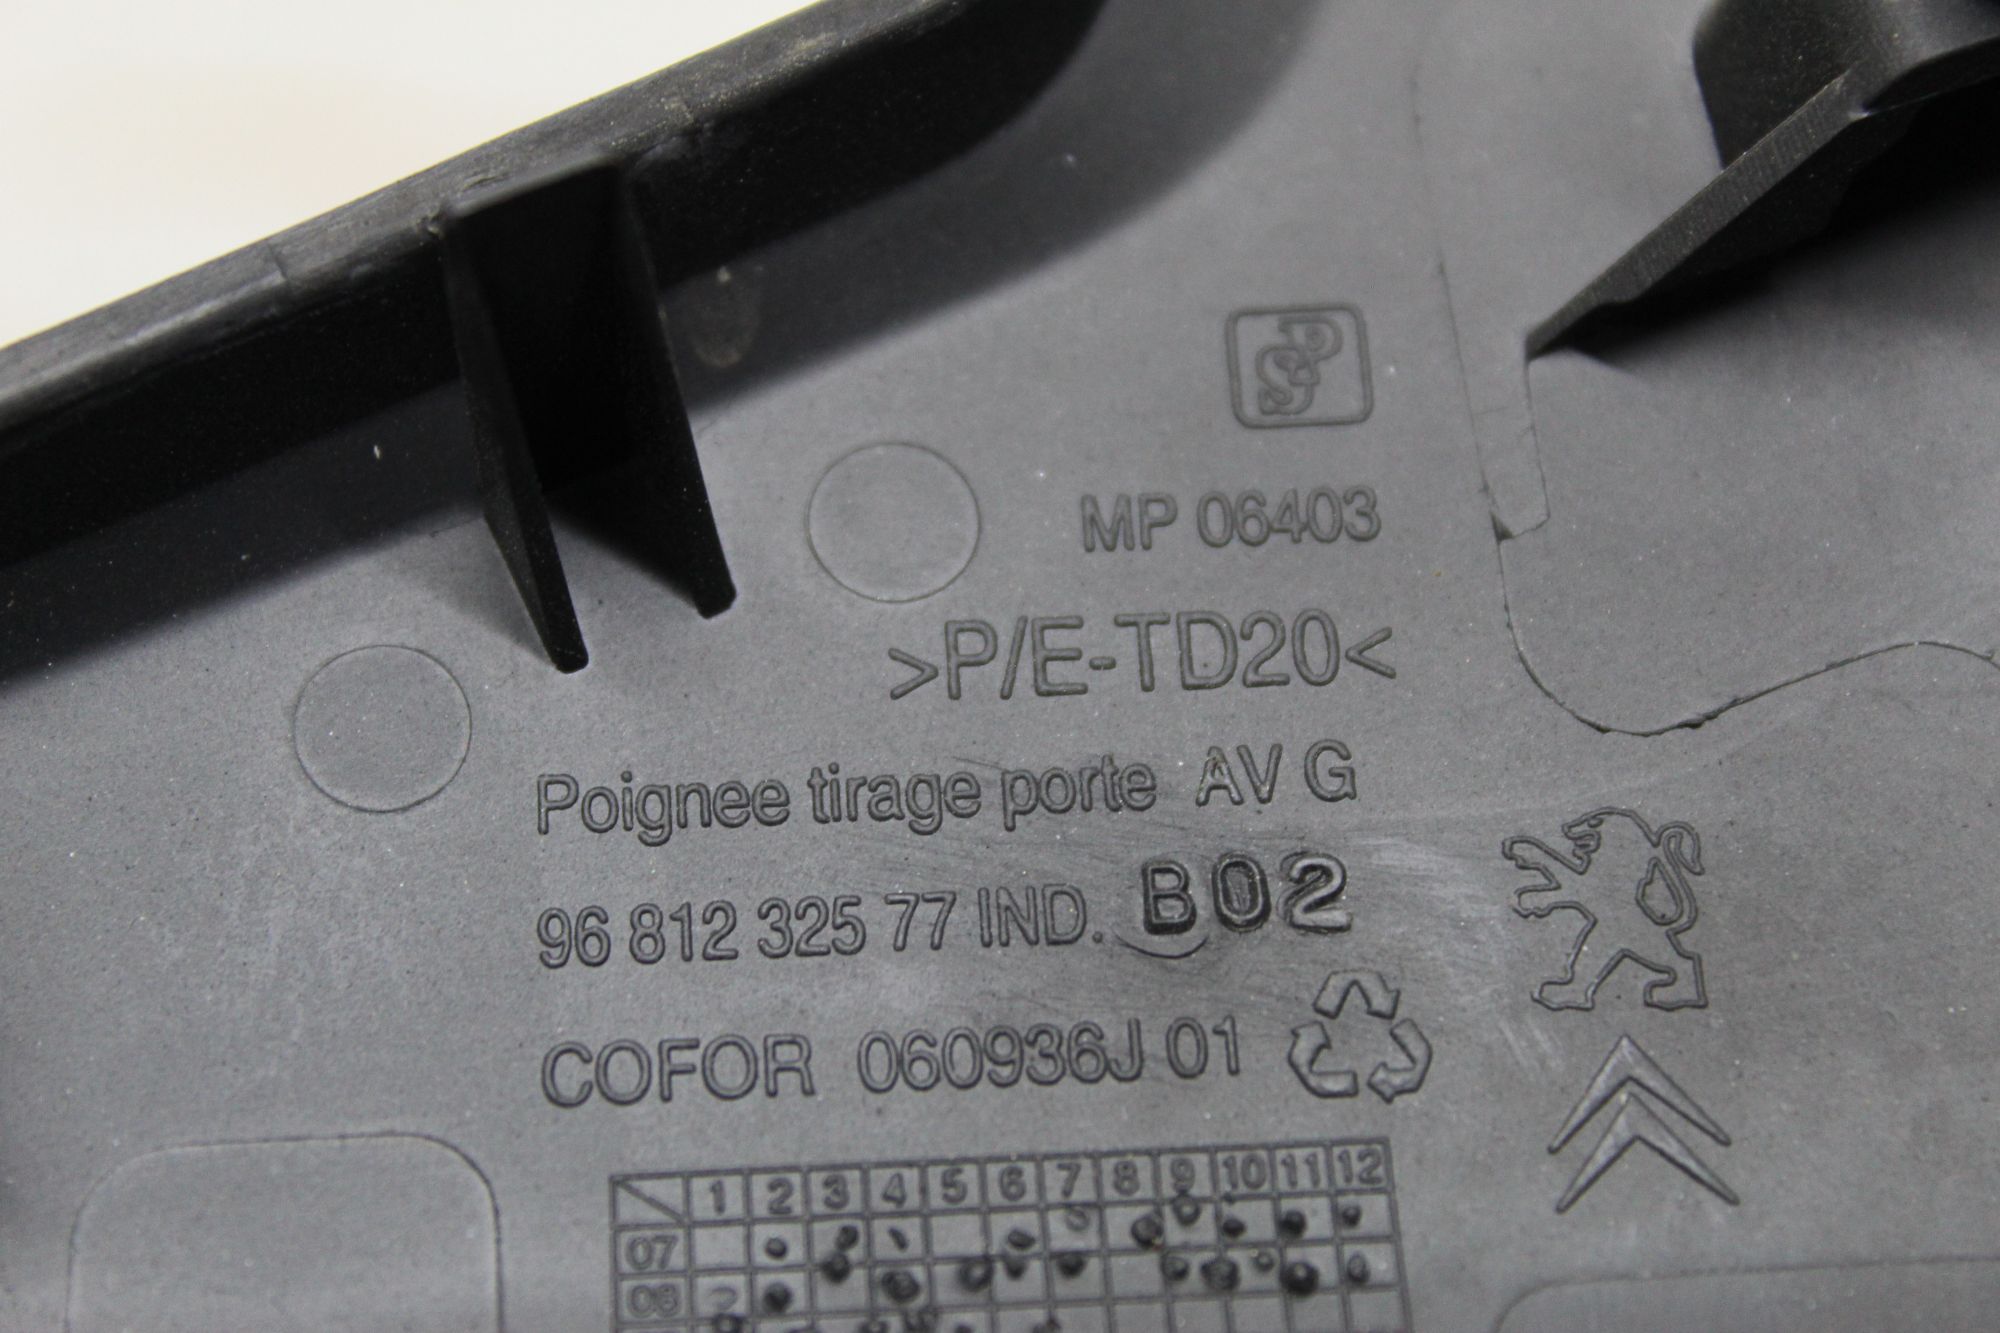 SP
MP 06403
>P/E-TD20<
Poignee tirage porte AV G
96 812 325 77 IND. B02
COFOR 060936J 01
1 2 3 4 5 6 7 8 9 10 11 12
07
08